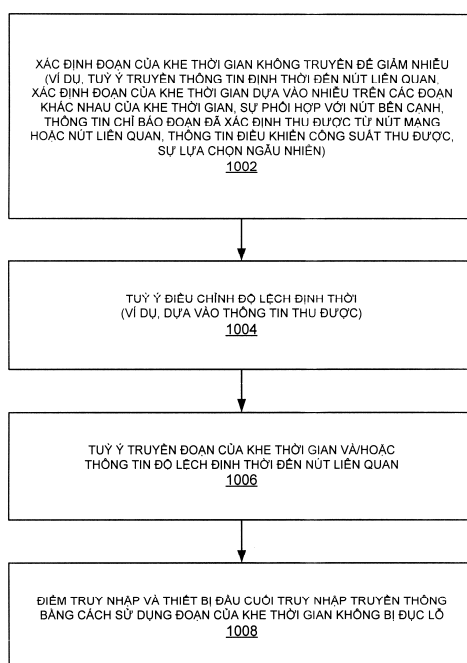 XÁC ĐỊNH ĐOẠN CỦA KHE THỜI GIAN KHÔNG TRUYỀN ĐỂ GIẢM NHIỄU
(VÍ DỤ, TUỲ Ý TRUYỀN THÔNG TIN ĐỊNH THỜI ĐẾN NÚT LIÊN QUAN,
XÁC ĐỊNH ĐOẠN CỦA KHE THỜI GIAN DỰA VÀO NHIỄU TRÊN CÁC ĐOẠN
KHÁC NHAU CỦA KHE THỜI GIAN, SỰ PHỐI HỢP VỚI NÚT BÊN CẠNH,
THÔNG TIN CHỈ BÁO ĐOẠN ĐÃ XÁC ĐỊNH THU ĐƯỢC TỪ NÚT MẠNG
HOẶC NÚT LIÊN QUAN, THÔNG TIN ĐIỀU KHIỂN CÔNG SUẤT THU ĐƯỢC,
SỰ LỰA CHỌN NGẪU NHIÊN)
1002
TUỲ Ý ĐIỀU CHỈNH ĐỘ LỆCH ĐỊNH THỜI
(VÍ DỤ, DỰA VÀO THÔNG TIN THU ĐƯỢC)
1004
TUỲ Ý TRUYỀN ĐOẠN CỦA KHE THỜI GIAN VÀ/HOẶC
THÔNG TIN ĐỘ LỆCH ĐỊNH THỜI ĐẾN NÚT LIÊN QUAN
1006
ĐIỂM TRUY NHẬP VÀ THIẾT BỊ ĐẦU CUỐI TRUY NHẬP TRUYỀN THÔNG
BẰNG CÁCH SỬ DỤNG ĐOẠN CỦA KHE THỜI GIAN KHÔNG BỊ ĐỤC LỖ
1008